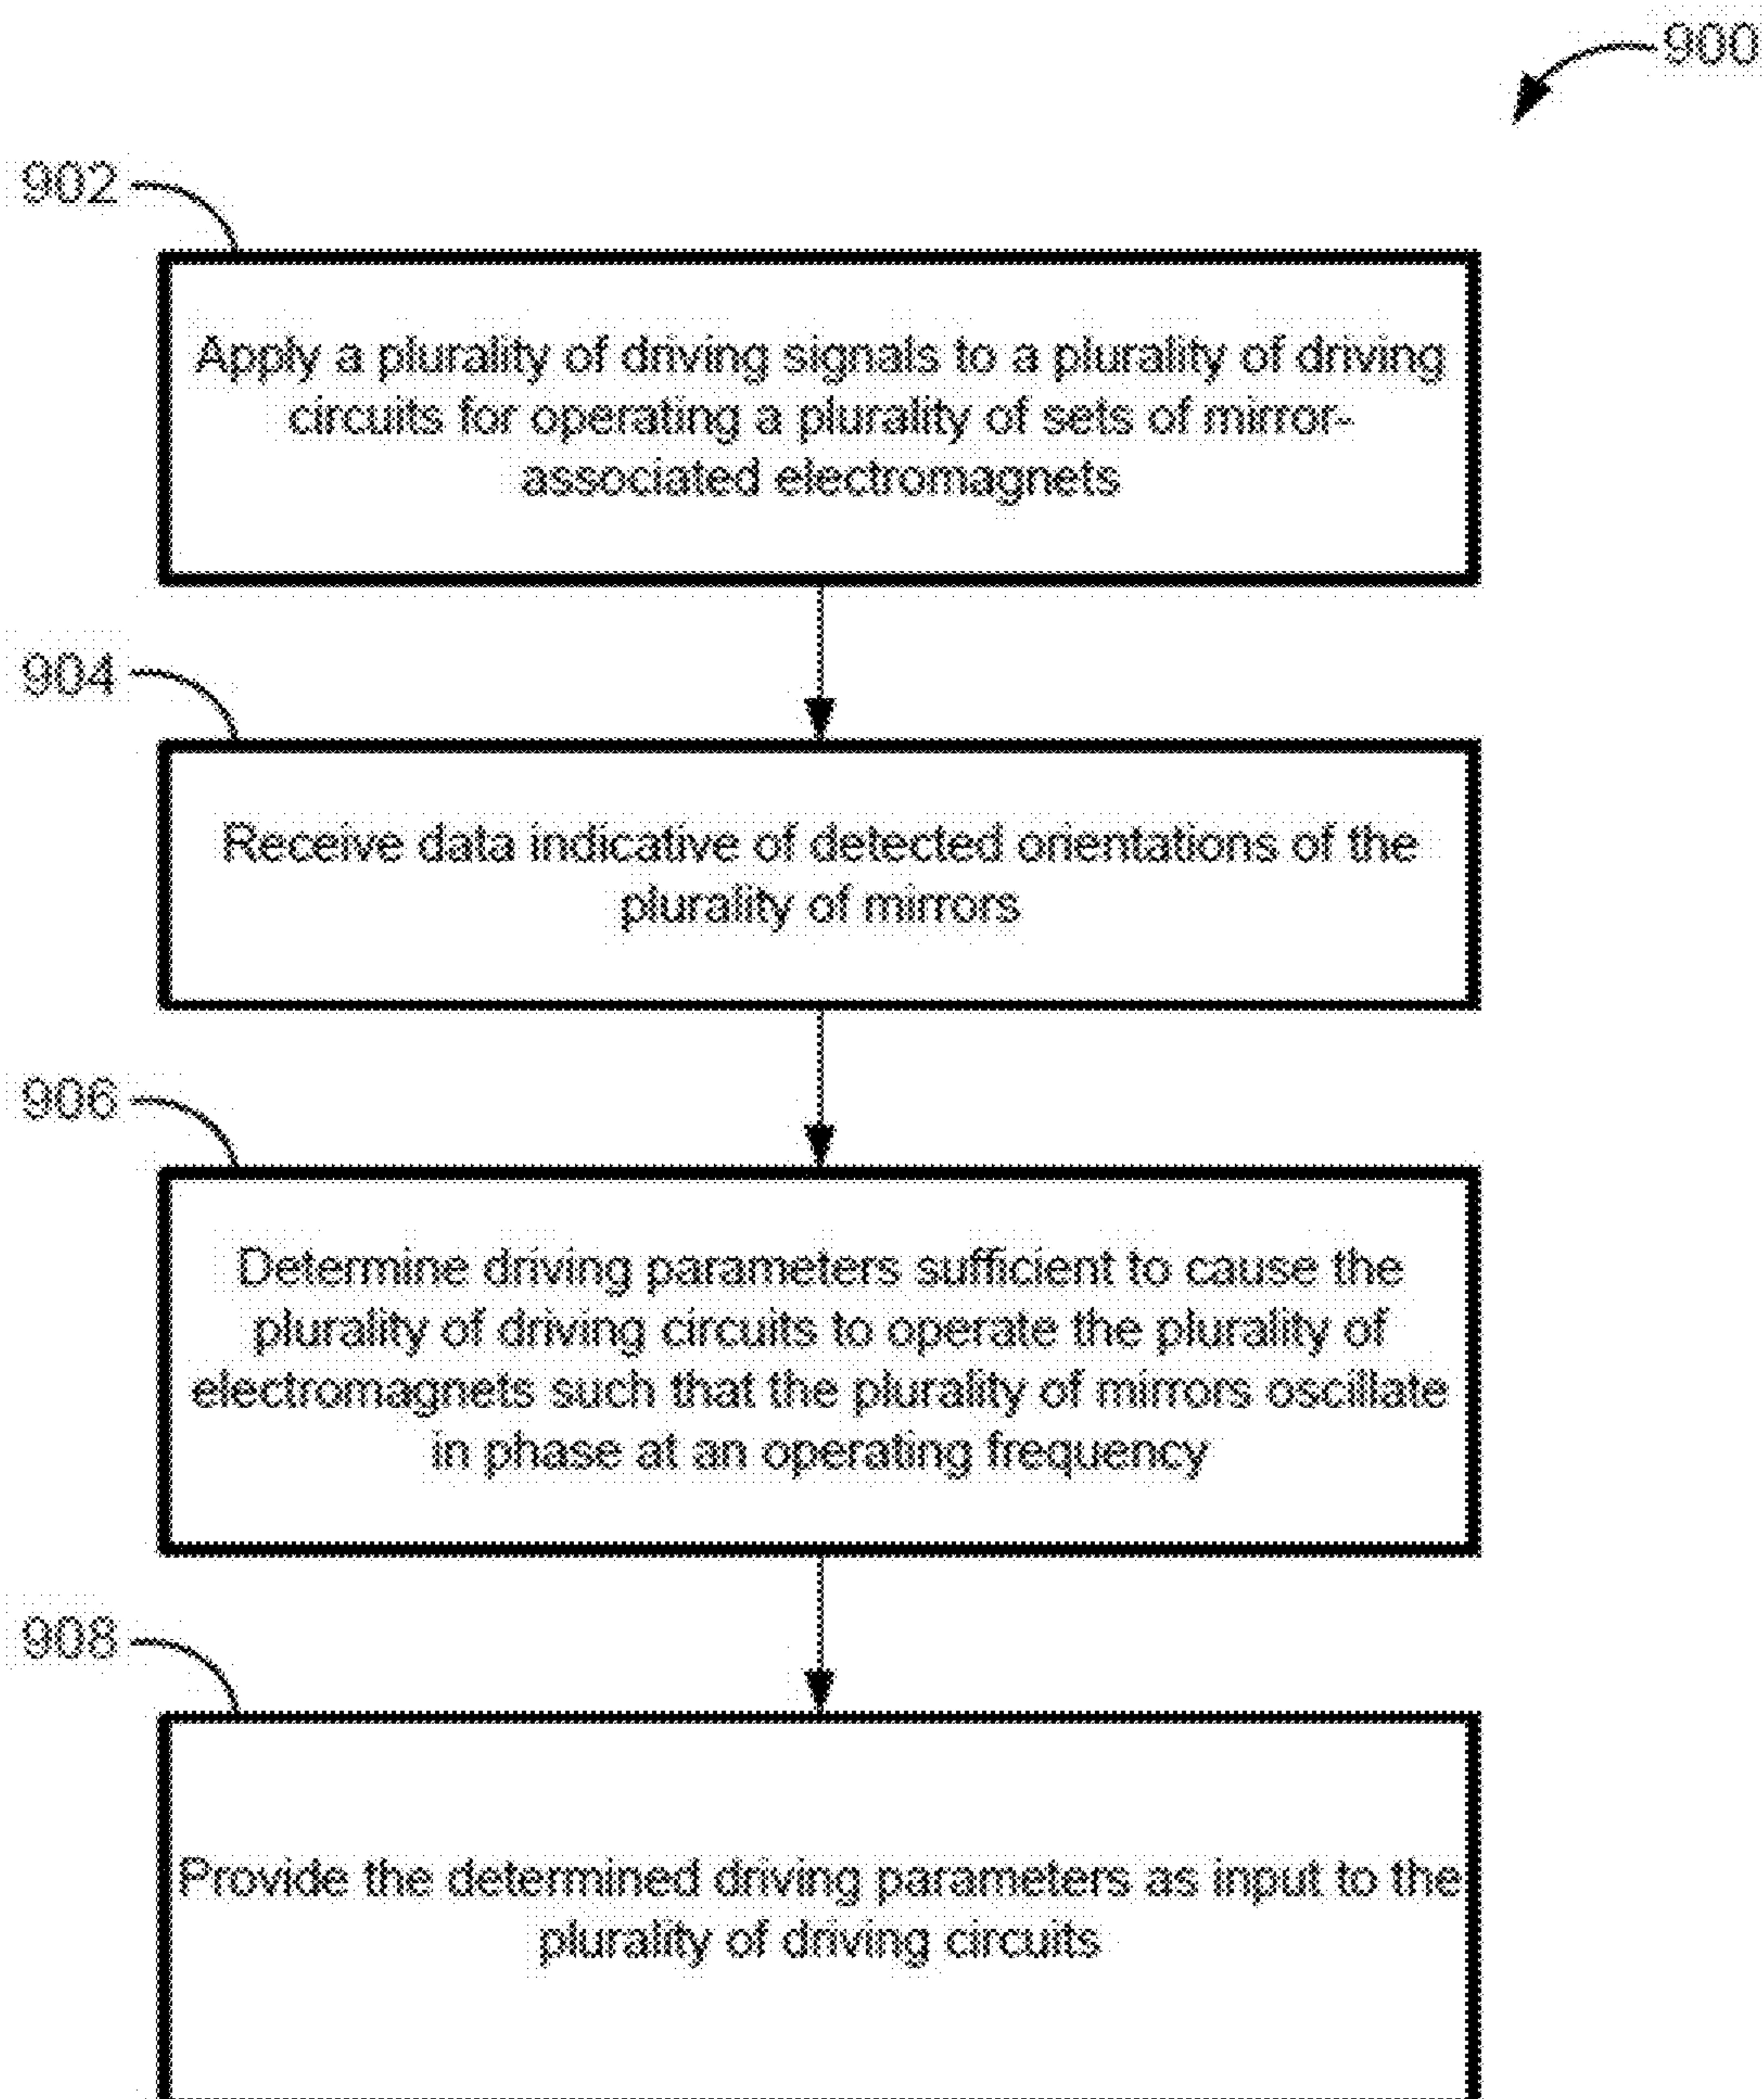 900
902
Apply a plurality of driving signals to a plurality of driving
circuits for operating a plurality of sets of mirror-
associated electromagnets
904
Receive data indicative of detected orientations of the
plurality of mirrors
906
Determine driving parameters sufficient to cause the
plurality of driving circuits to operate the plurality of
electromagnets such that the plurality of mirrors oscillate
in phase at an operating frequency
908
Provide the determined driving parameters as input to the
plurality of driving circuits